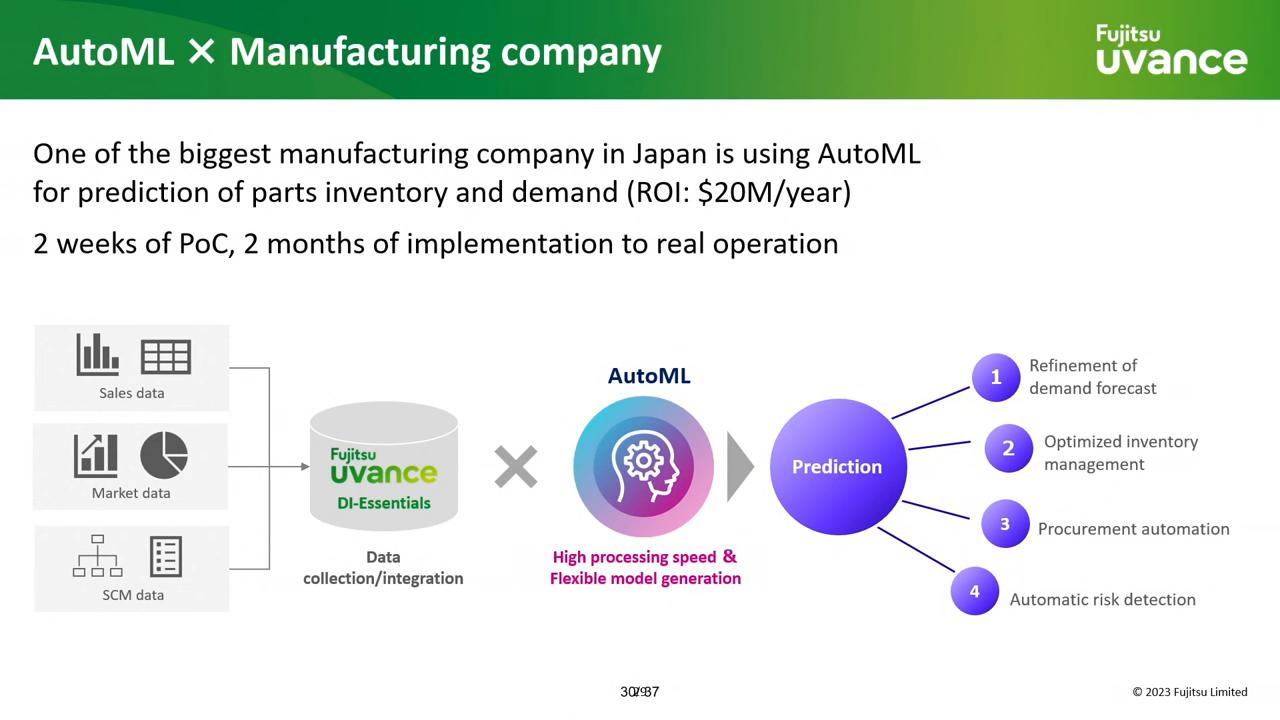 AutoML × Manufacturing company
Fujitsu
uvance
One of the biggest manufacturing company in Japan is using AutoML
for prediction of parts inventory and demand (ROI: $20M/year)
2 weeks of PoC, 2 months of implementation to real operation
Sales data
Market data
SCM data
Fujitsu
uvance
DI-Essentials
Data
collection/integration
AutoML
High processing speed &
Flexible model generation
Prediction
1
Refinement of
demand forecast
2
Optimized inventory
management
3
Procurement automation
4
Automatic risk detection
30/37
© 2023 Fujitsu Limited